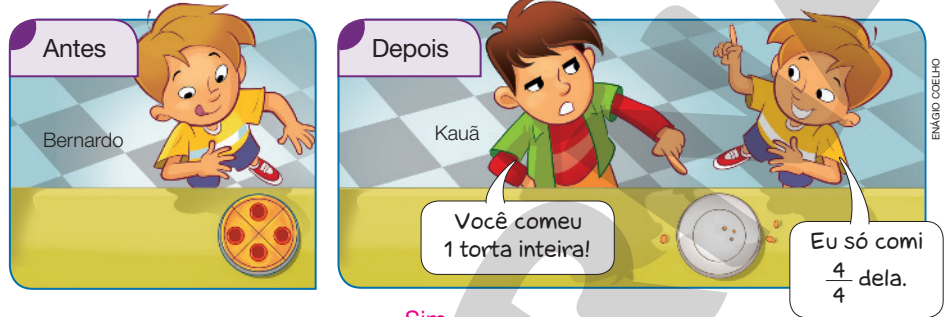 Antes
Bernardo
Depois
Kauã
Você comeu
1 torta inteira!
Eu só comi
4/4 dela.
ENÁGIO COELHO
Sim